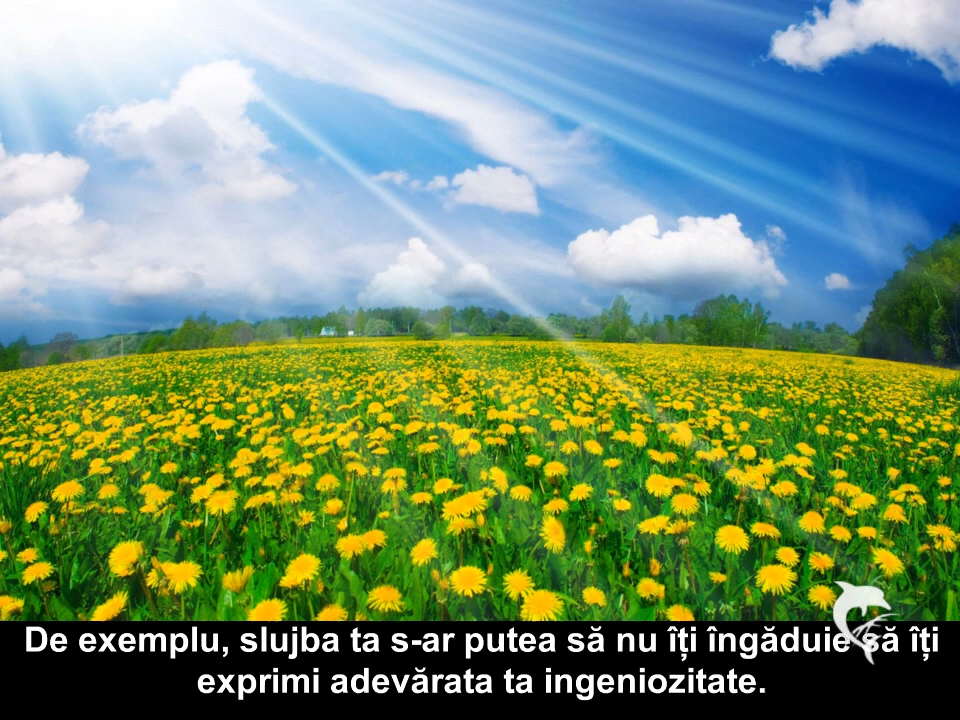 De exemplu, slujba ta s-ar putea să nu îți îngăduie să îți
exprimi adevărata ta ingeniozitate.